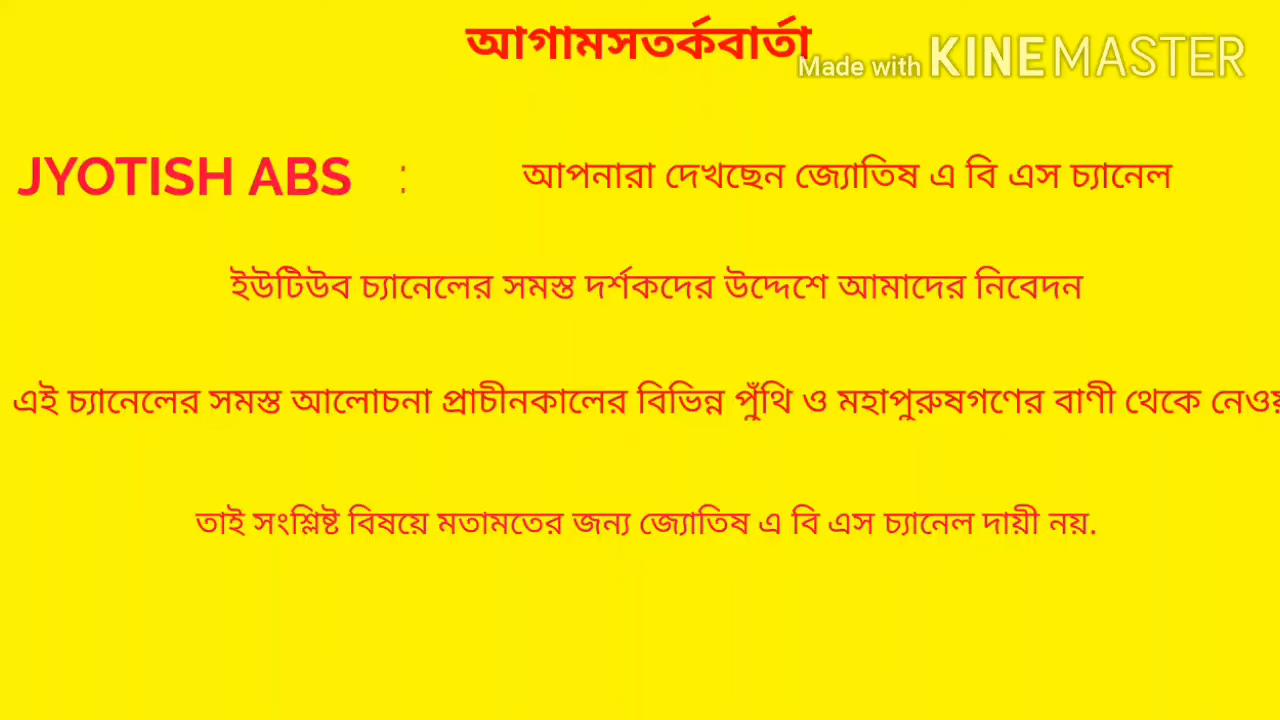 আগামসতর্কবার্তা
Made with KINEMASTER
JYOTISH ABS : আপনারা দেখছেন জ্যোতিষ এ বি এস চ্যানেল
ইউটিউব চ্যানেলের সমস্ত দর্শকদের উদ্দেশে আমাদের নিবেদন
এই চ্যানেলের সমস্ত আলোচনা প্রাচীনকালের বিভিন্ন পুঁথি ও মহাপুরুষগণের বাণী থেকে
তাই সংশ্লিষ্ট বিষয়ে মতামতের জন্য জ্যোতিষ এ বি এস চ্যানেল দায়ী নয়.